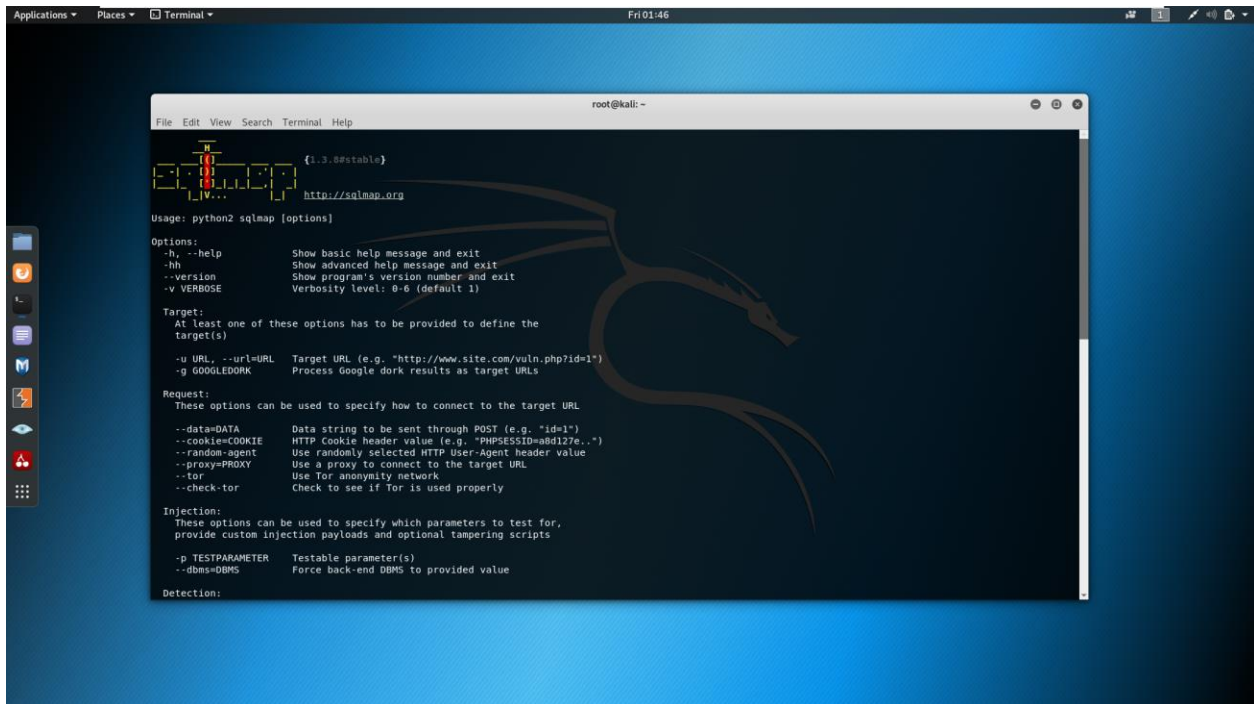 Applications Places Terminal Fri 01:46 1
root@kali: ~
File Edit View Search Terminal Help
{1.3.8#stable}
http://sqlmap.org
Usage: python2 sqlmap [options]
Options:
-h, --help Show basic help message and exit
-hh Show advanced help message and exit
--version Show program's version number and exit
-v VERBOSE Verbosity level: 0-6 (default 1)
Target:
At least one of these options has to be provided to define the
target(s)
-u URL, --url=URL Target URL (e.g. "http://www.site.com/vuln.php?id=1")
-g GOOGLEDORK Process Google dork results as target URLs
Request:
These options can be used to specify how to connect to the target URL
--data=DATA Data string to be sent through POST (e.g. "id=1")
--cookie=COOKIE HTTP Cookie header value (e.g. "PHPSESSID=a8d127e..")
--random-agent Use randomly selected HTTP User-Agent header value
--proxy=PROXY Use a proxy to connect to the target URL
--tor Use Tor anonymity network
--check-tor Check to see if Tor is used properly
Injection:
These options can be used to specify which parameters to test for,
provide custom injection payloads and optional tampering scripts
-p TESTPARAMETER Testable parameter(s)
--dbms=DBMS Force back-end DBMS to provided value
Detection: